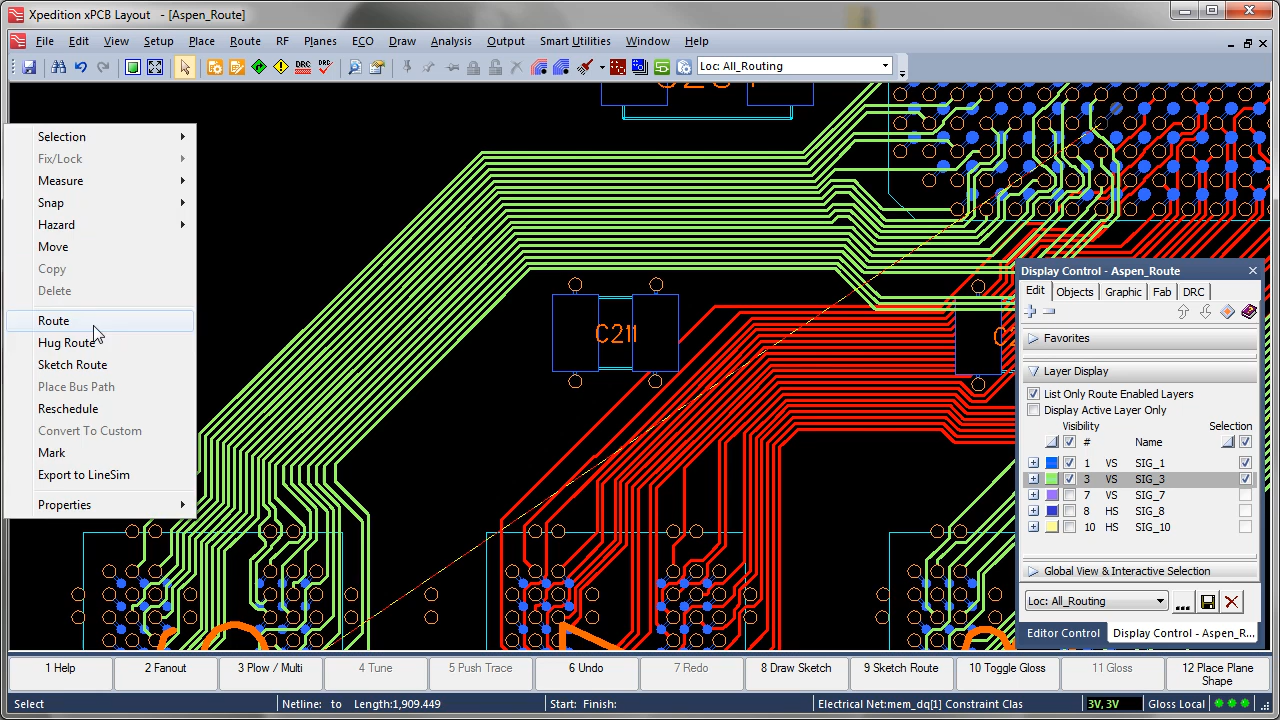 Xpedition xPCB Layout - [Aspen_Route]
File Edit View Setup Place Route RF Planes ECO Draw Analysis Output Smart Utilities Window Help
DRC DRC Loc: All_Routing
Selection
Fix/Lock
Measure
Snap
Hazard
Move
Copy
Delete
Route
Hug Route
Sketch Route
Place Bus Path
Reschedule
Convert To Custom
Mark
Export to LineSim
Properties
C211
Display Control - Aspen_Route
Edit Objects Graphic Fab DRC
Favorites
Layer Display
List Only Route Enabled Layers
Display Active Layer Only
Visibility Selection
# Name
1 VS SIG_1
3 VS SIG_3
7 VS SIG_7
8 HS SIG_8
10 HS SIG_10
Global View & Interactive Selection
Loc: All_Routing ...
Editor Control Display Control - Aspen_R...
1 Help 2 Fanout 3 Plow / Multi 4 Tune 5 Push Trace 6 Undo 7 Redo 8 Draw Sketch 9 Sketch Route 10 Toggle Gloss 11 Gloss 12 Place Plane Shape
Select Netline: to Length:1,909.449 Start: Finish: Electrical Net:mem_dq[1] Constraint Clas 3V, 3V Gloss Local